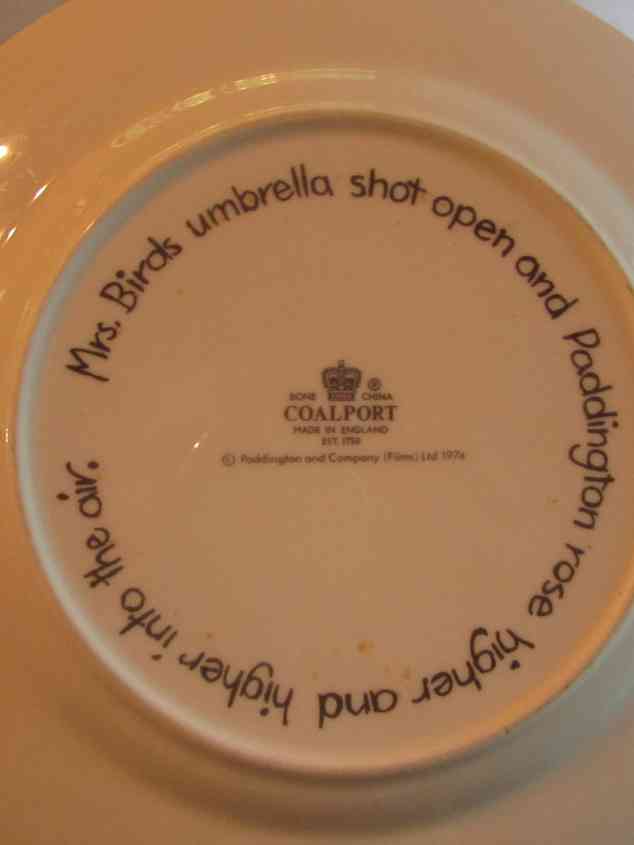 Mrs. Birds umbrella shot open and Paddington rose higher and higher into the air.
BONE CHINA
COALPORT
MADE IN ENGLAND
EST. 1750
© Paddington and Company (Films) Ltd 1976